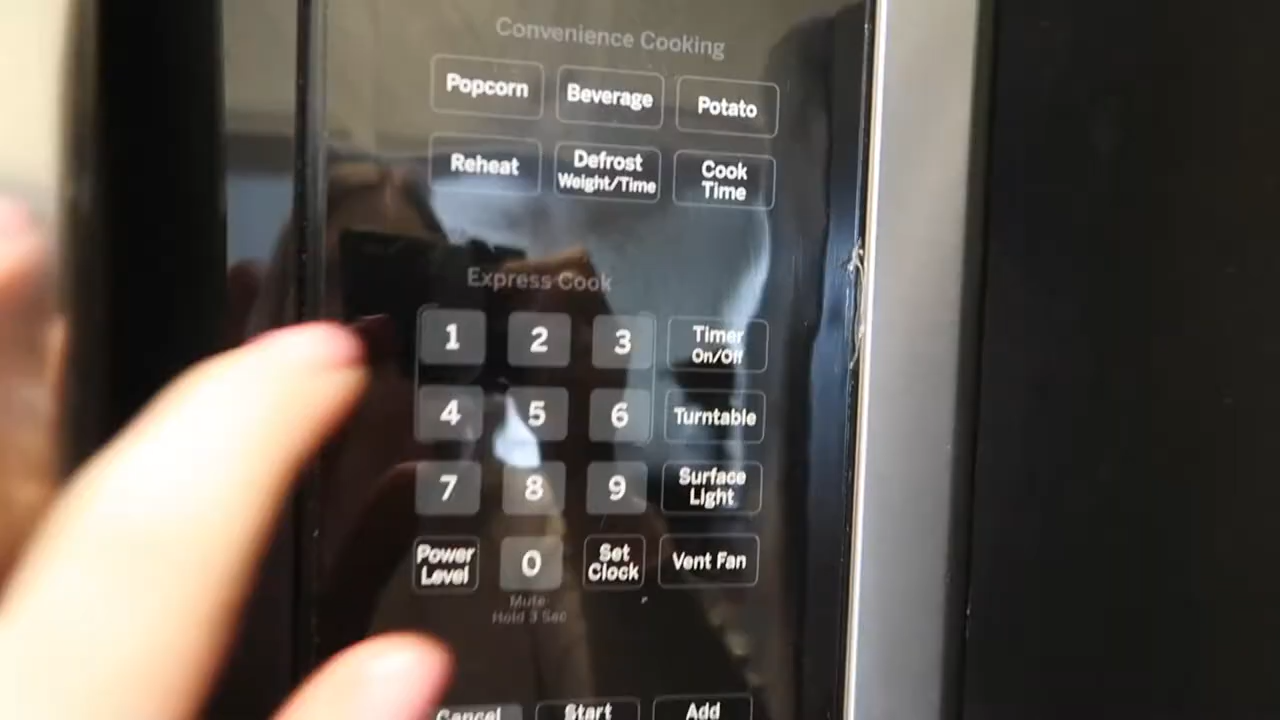 Convenience Cooking
Popcorn
Beverage
Potato
Reheat
Defrost
Weight/Time
Cook
Time
Express Cook
1
2
3
Timer
On/Off
4
5
6
Turntable
7
8
9
Surface
Light
Power
Level
0
Set
Clock
Vent Fan
Mute
Hold 3 Sec
Cancel
Start
Add